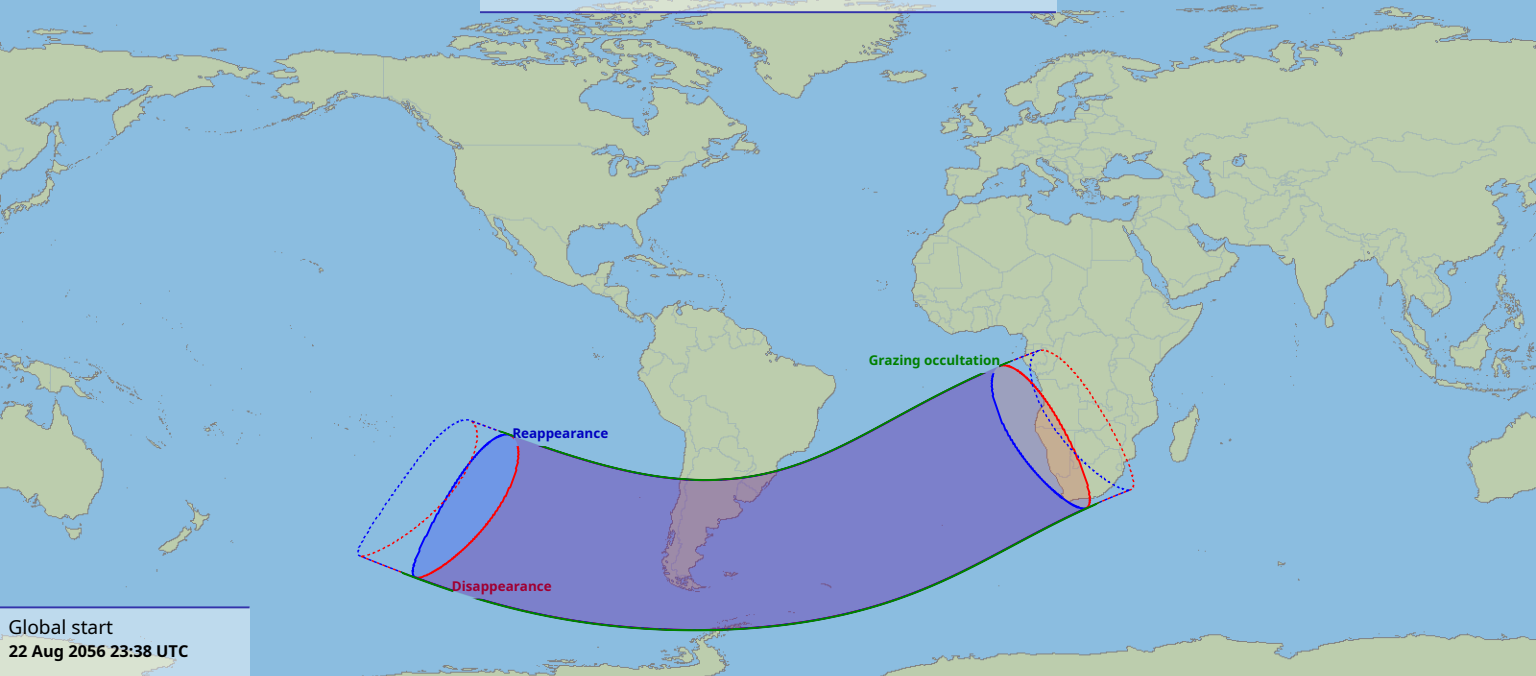 Grazing occultation
Reappearance
Disappearance
Global start
22 Aug 2056 23:38 UTC